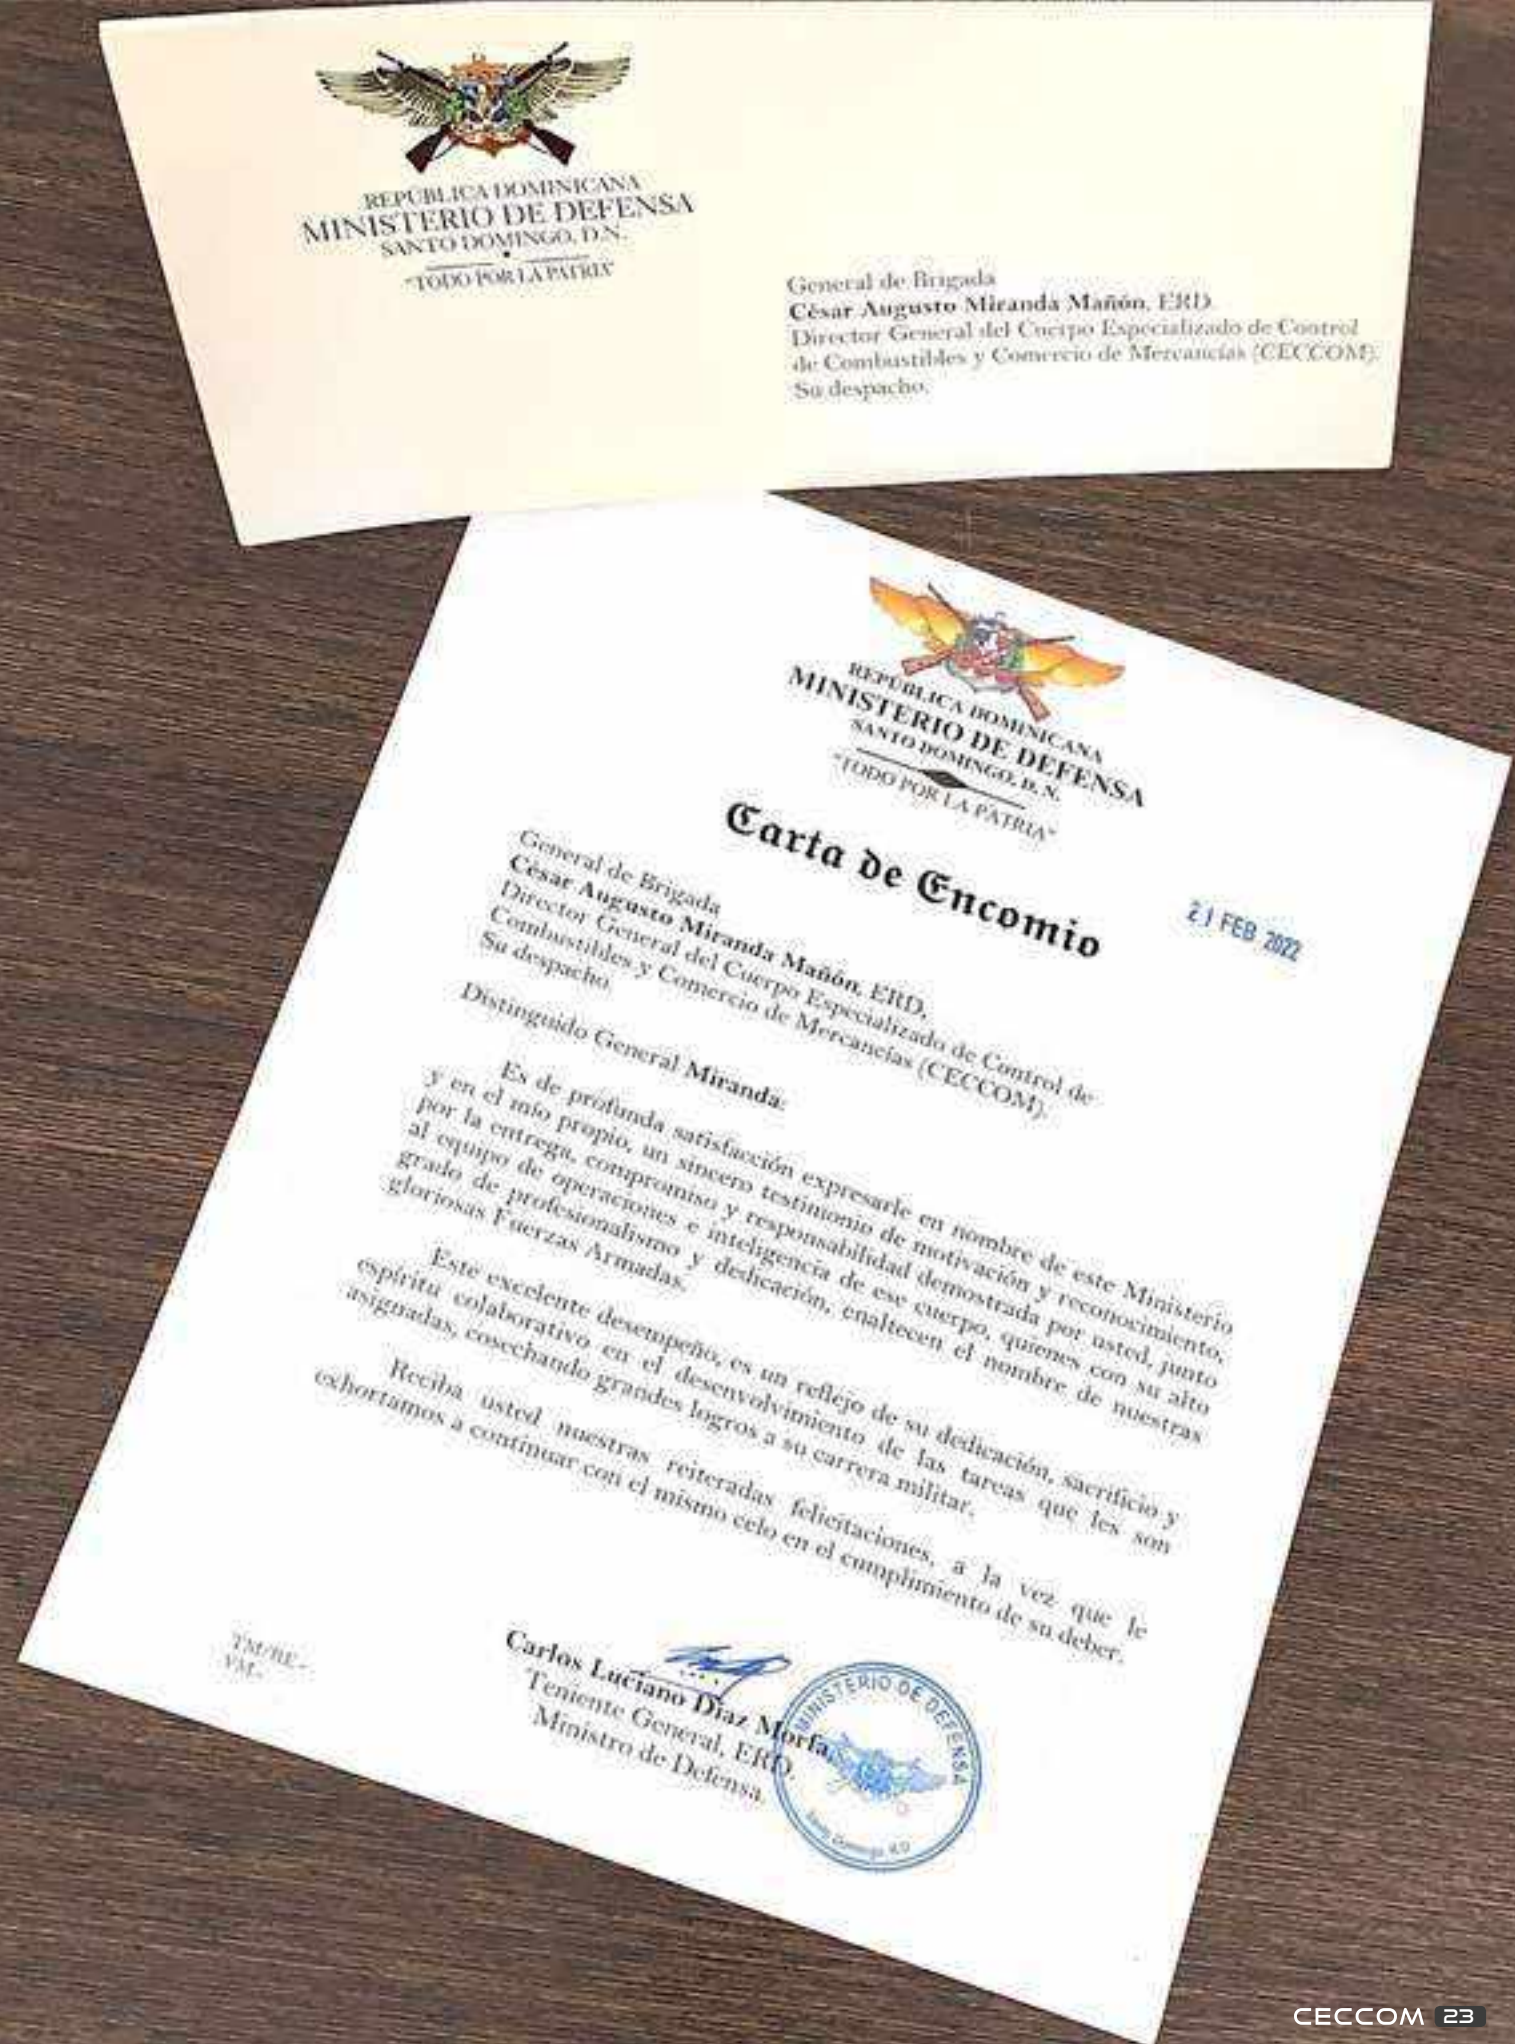 REPÚBLICA DOMINICANA
MINISTERIO DE DEFENSA
SANTO DOMINGO, D.N.
"TODO POR LA PATRIA"
General de Brigada
César Augusto Miranda Mañón, ERD.
Director General del Cuerpo Especializado de Control
de Combustibles y Comercio de Mercancías (CECCOM).
Su despacho.
REPÚBLICA DOMINICANA
MINISTERIO DE DEFENSA
SANTO DOMINGO, D. N.
"TODO POR LA PATRIA"
Carta de Encomio
21 FEB 2022
General de Brigada
César Augusto Miranda Mañón, ERD.
Director General del Cuerpo Especializado de Control de
Combustibles y Comercio de Mercancías (CECCOM).
Su despacho.
Distinguido General Miranda:
Es de profunda satisfacción expresarle en nombre de este Ministerio
y en el mío propio, un sincero testimonio de motivación y reconocimiento,
por la entrega, compromiso y responsabilidad demostrada por usted, junto
al equipo de operaciones e inteligencia de ese cuerpo, quienes con su alto
grado de profesionalismo y dedicación, enaltecen el nombre de nuestras
gloriosas Fuerzas Armadas.
Este excelente desempeño, es un reflejo de su dedicación, sacrificio y
espíritu colaborativo en el desenvolvimiento de las tareas que les son
asignadas, cosechando grandes logros a su carrera militar.
Reciba usted nuestras reiteradas felicitaciones, a la vez que le
exhortamos a continuar con el mismo celo en el cumplimiento de su deber.
Carlos Luciano Díaz Morfa,
Teniente General, ERD.
Ministro de Defensa.
MINISTERIO DE DEFENSA
Santo Domingo, R.D.
TM/RE.-
VM.-
CECCOM 23